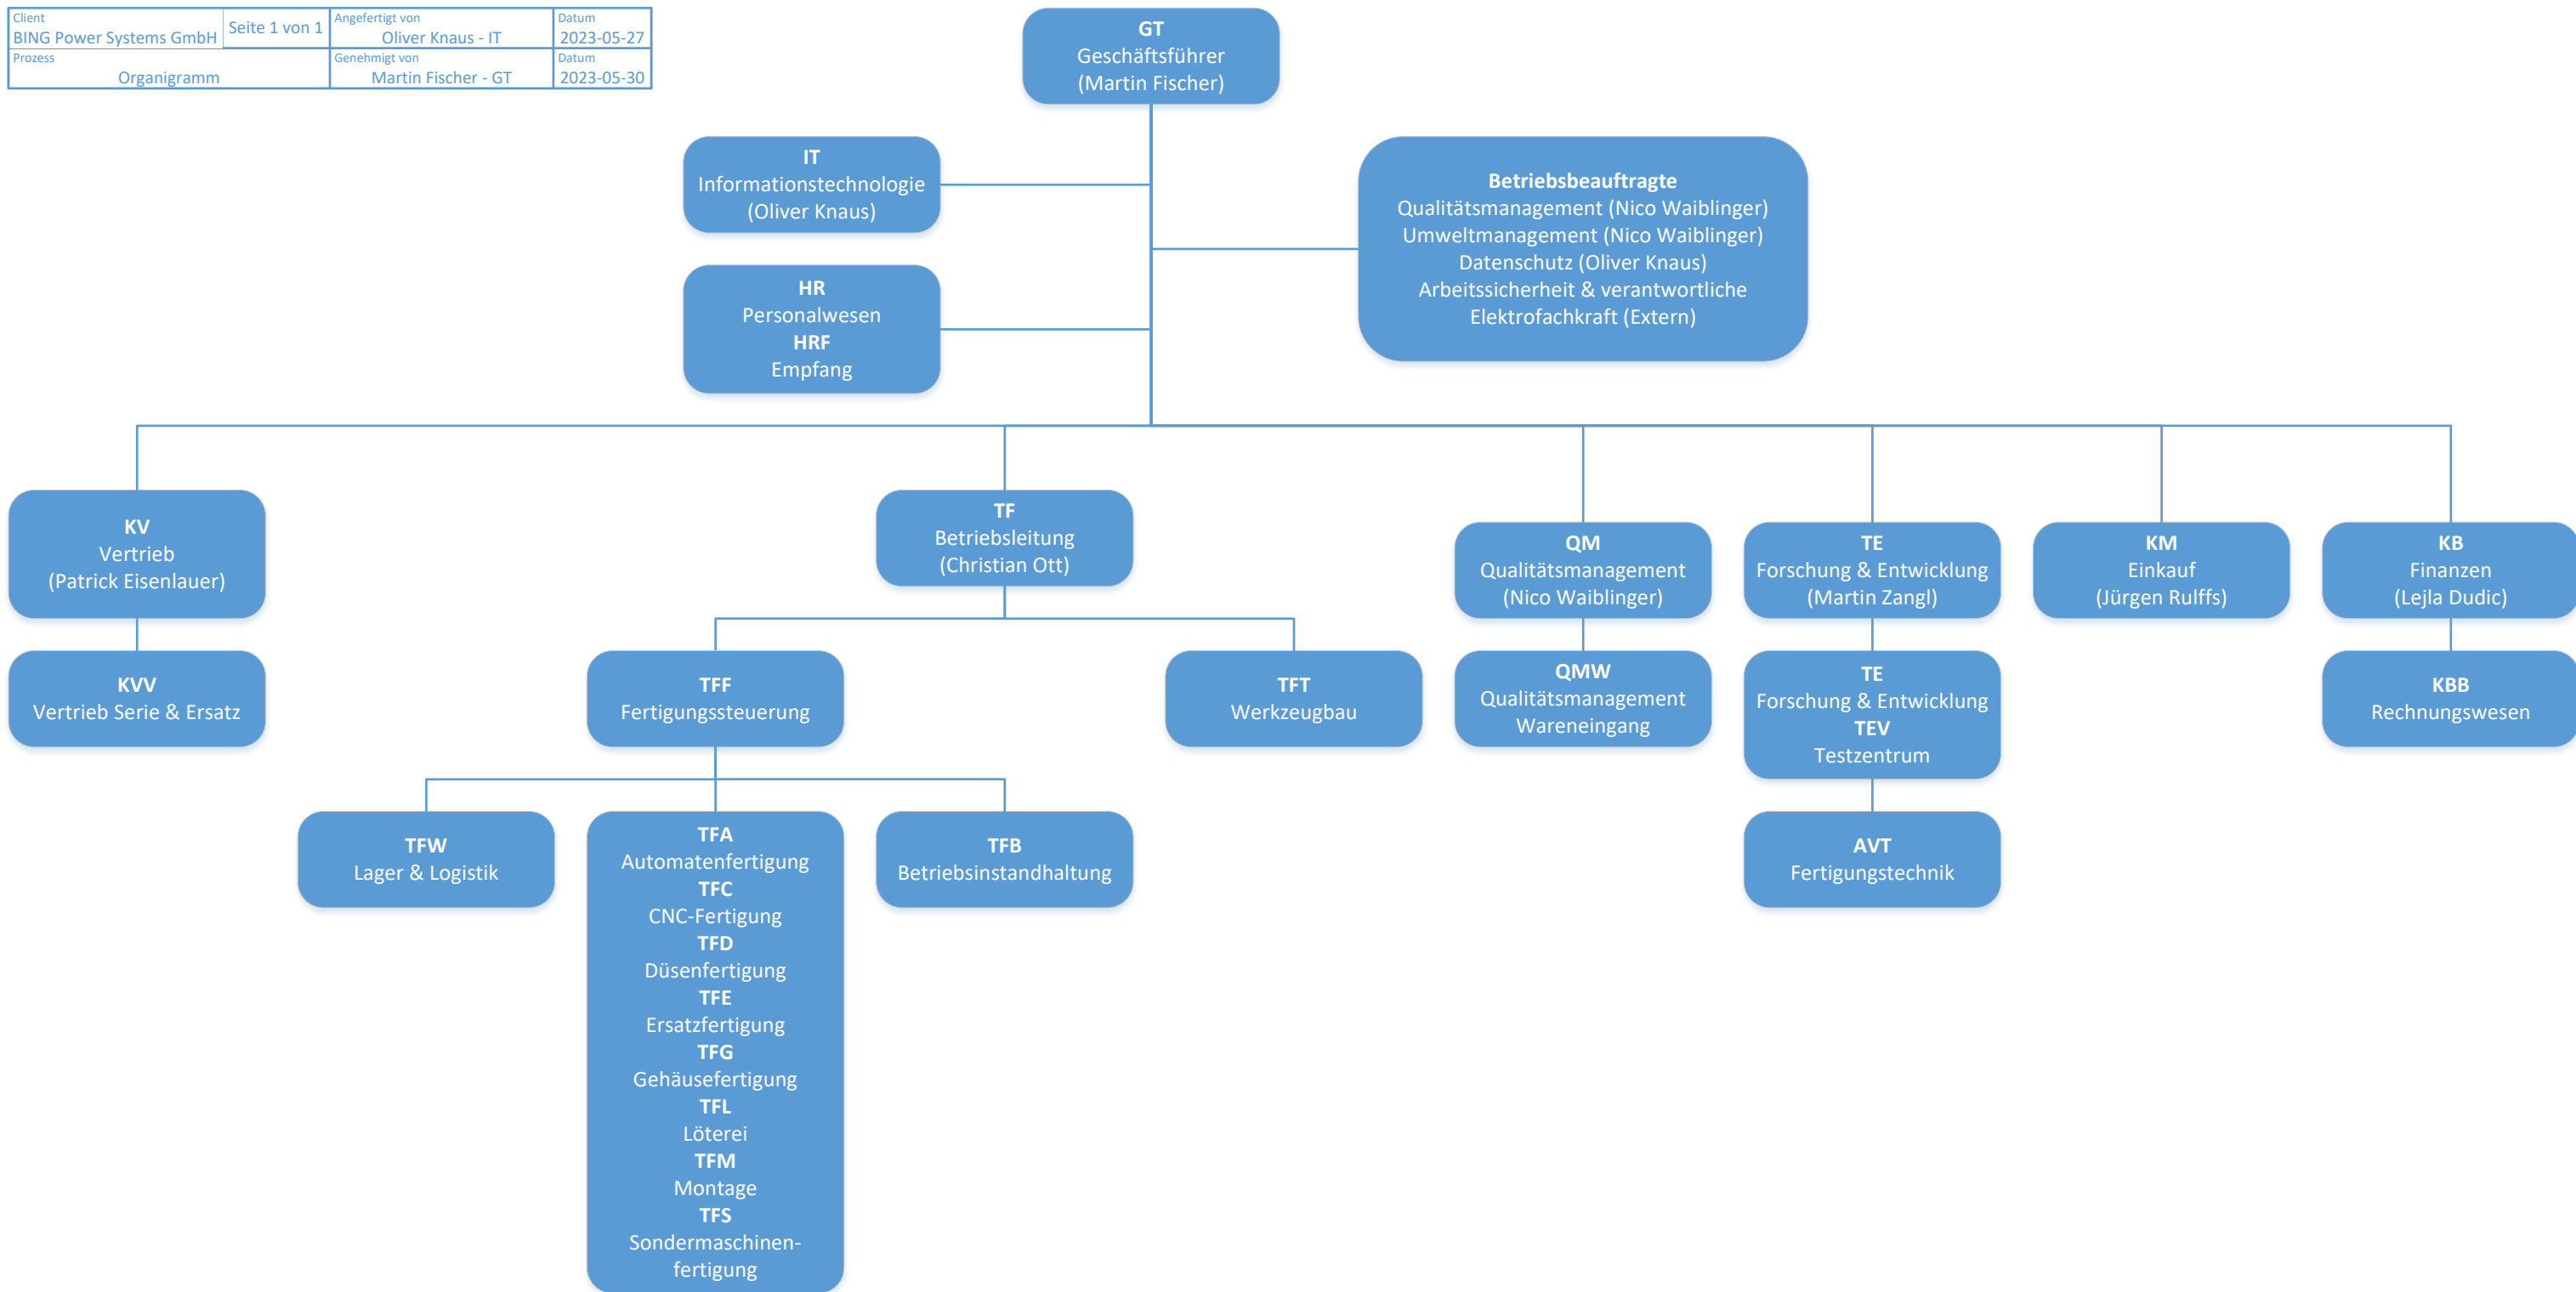 Client
BING Power Systems GmbH
Seite 1 von 1
Angefertigt von
Oliver Knaus - IT
Datum
2023-05-27
Prozess
Organigramm
Genehmigt von
Martin Fischer - GT
Datum
2023-05-30
GT
Geschäftsführer
(Martin Fischer)
IT
Informationstechnologie
(Oliver Knaus)
Betriebsbeauftragte
Qualitätsmanagement (Nico Waiblinger)
Umweltmanagement (Nico Waiblinger)
Datenschutz (Oliver Knaus)
Arbeitssicherheit & verantwortliche
Elektrofachkraft (Extern)
HR
Personalwesen
HRF
Empfang
KV
Vertrieb
(Patrick Eisenlauer)
TF
Betriebsleitung
(Christian Ott)
QM
Qualitätsmanagement
(Nico Waiblinger)
TE
Forschung & Entwicklung
(Martin Zangl)
KM
Einkauf
(Jürgen Rulffs)
KB
Finanzen
(Lejla Dudic)
KVV
Vertrieb Serie & Ersatz
TFF
Fertigungssteuerung
TFT
Werkzeugbau
QMW
Qualitätsmanagement
Wareneingang
TE
Forschung & Entwicklung
TEV
Testzentrum
KBB
Rechnungswesen
TFW
Lager & Logistik
TFA
Automatenfertigung
TFC
CNC-Fertigung
TFD
Düsenfertigung
TFE
Ersatzfertigung
TFG
Gehäusefertigung
TFL
Löterei
TFM
Montage
TFS
Sondermaschinen-
fertigung
TFB
Betriebsinstandhaltung
AVT
Fertigungstechnik